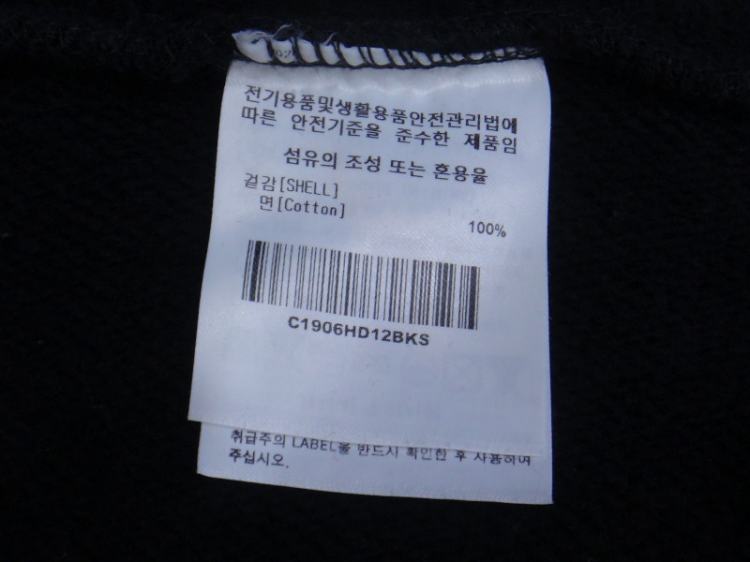 전기용품및생활용품안전관리법에
따른 안전기준을 준수한 제품임
섬유의 조성 또는 혼용율
겉감[SHELL]
면[Cotton]
100%
C1906HD12BKS
취급주의 LABEL을 반드시 확인한 후 사용하여
주십시오.